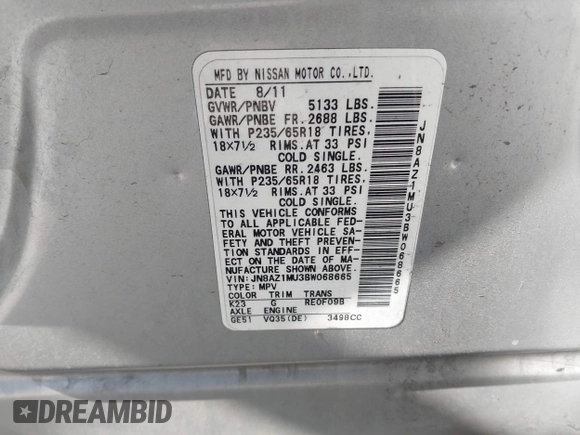 MFD BY NISSAN MOTOR CO.,LTD.
DATE 8/11
GVWR/PNBV 5133 LBS.
GAWR/PNBE FR. 2688 LBS.
WITH P235/65R18 TIRES,
18×7½ RIMS.AT 33 PSI
COLD SINGLE.
GAWR/PNBE RR. 2463 LBS.
WITH P235/65R18 TIRES,
18×7½ RIMS.AT 33 PSI
COLD SINGLE.
THIS VEHICLE CONFORMS
TO ALL APPLICABLE FED-
ERAL MOTOR VEHICLE SA-
FETY AND THEFT PREVEN-
TION STANDARDS IN EFF-
ECT ON THE DATE OF MA-
NUFACTURE SHOWN ABOVE.
VIN:JN8AZ1MU3BW068665
TYPE:MPV
COLOR TRIM TRANS
K23 G RE0F09B
AXLE ENGINE
GE51 VQ35(DE) 3498CC
JN8AZ1MU3BW068665
DREAMBID